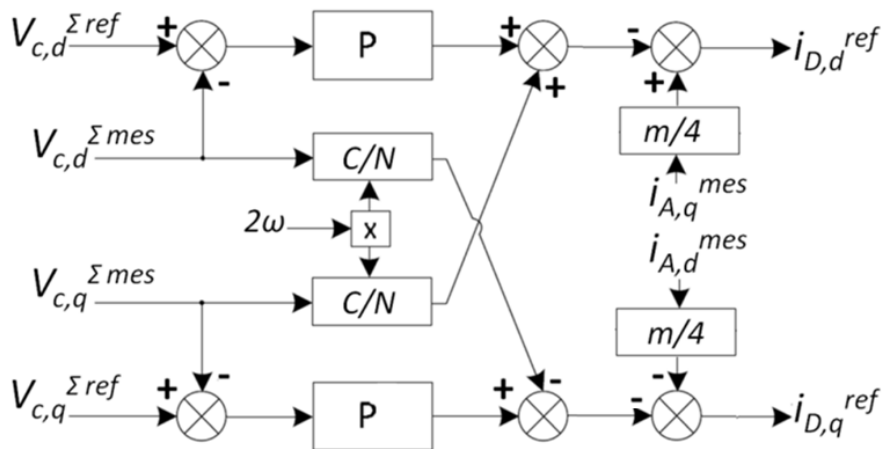 V_{c,d}^{Σ ref} + - P + + - + i_{D,d}^{ref}
m/4
V_{c,d}^{Σ mes} C/N
i_{A,q}^{mes}
2ω x
i_{A,d}^{mes}
V_{c,q}^{Σ mes} C/N
m/4
V_{c,q}^{Σ ref} + - P + - - - i_{D,q}^{ref}